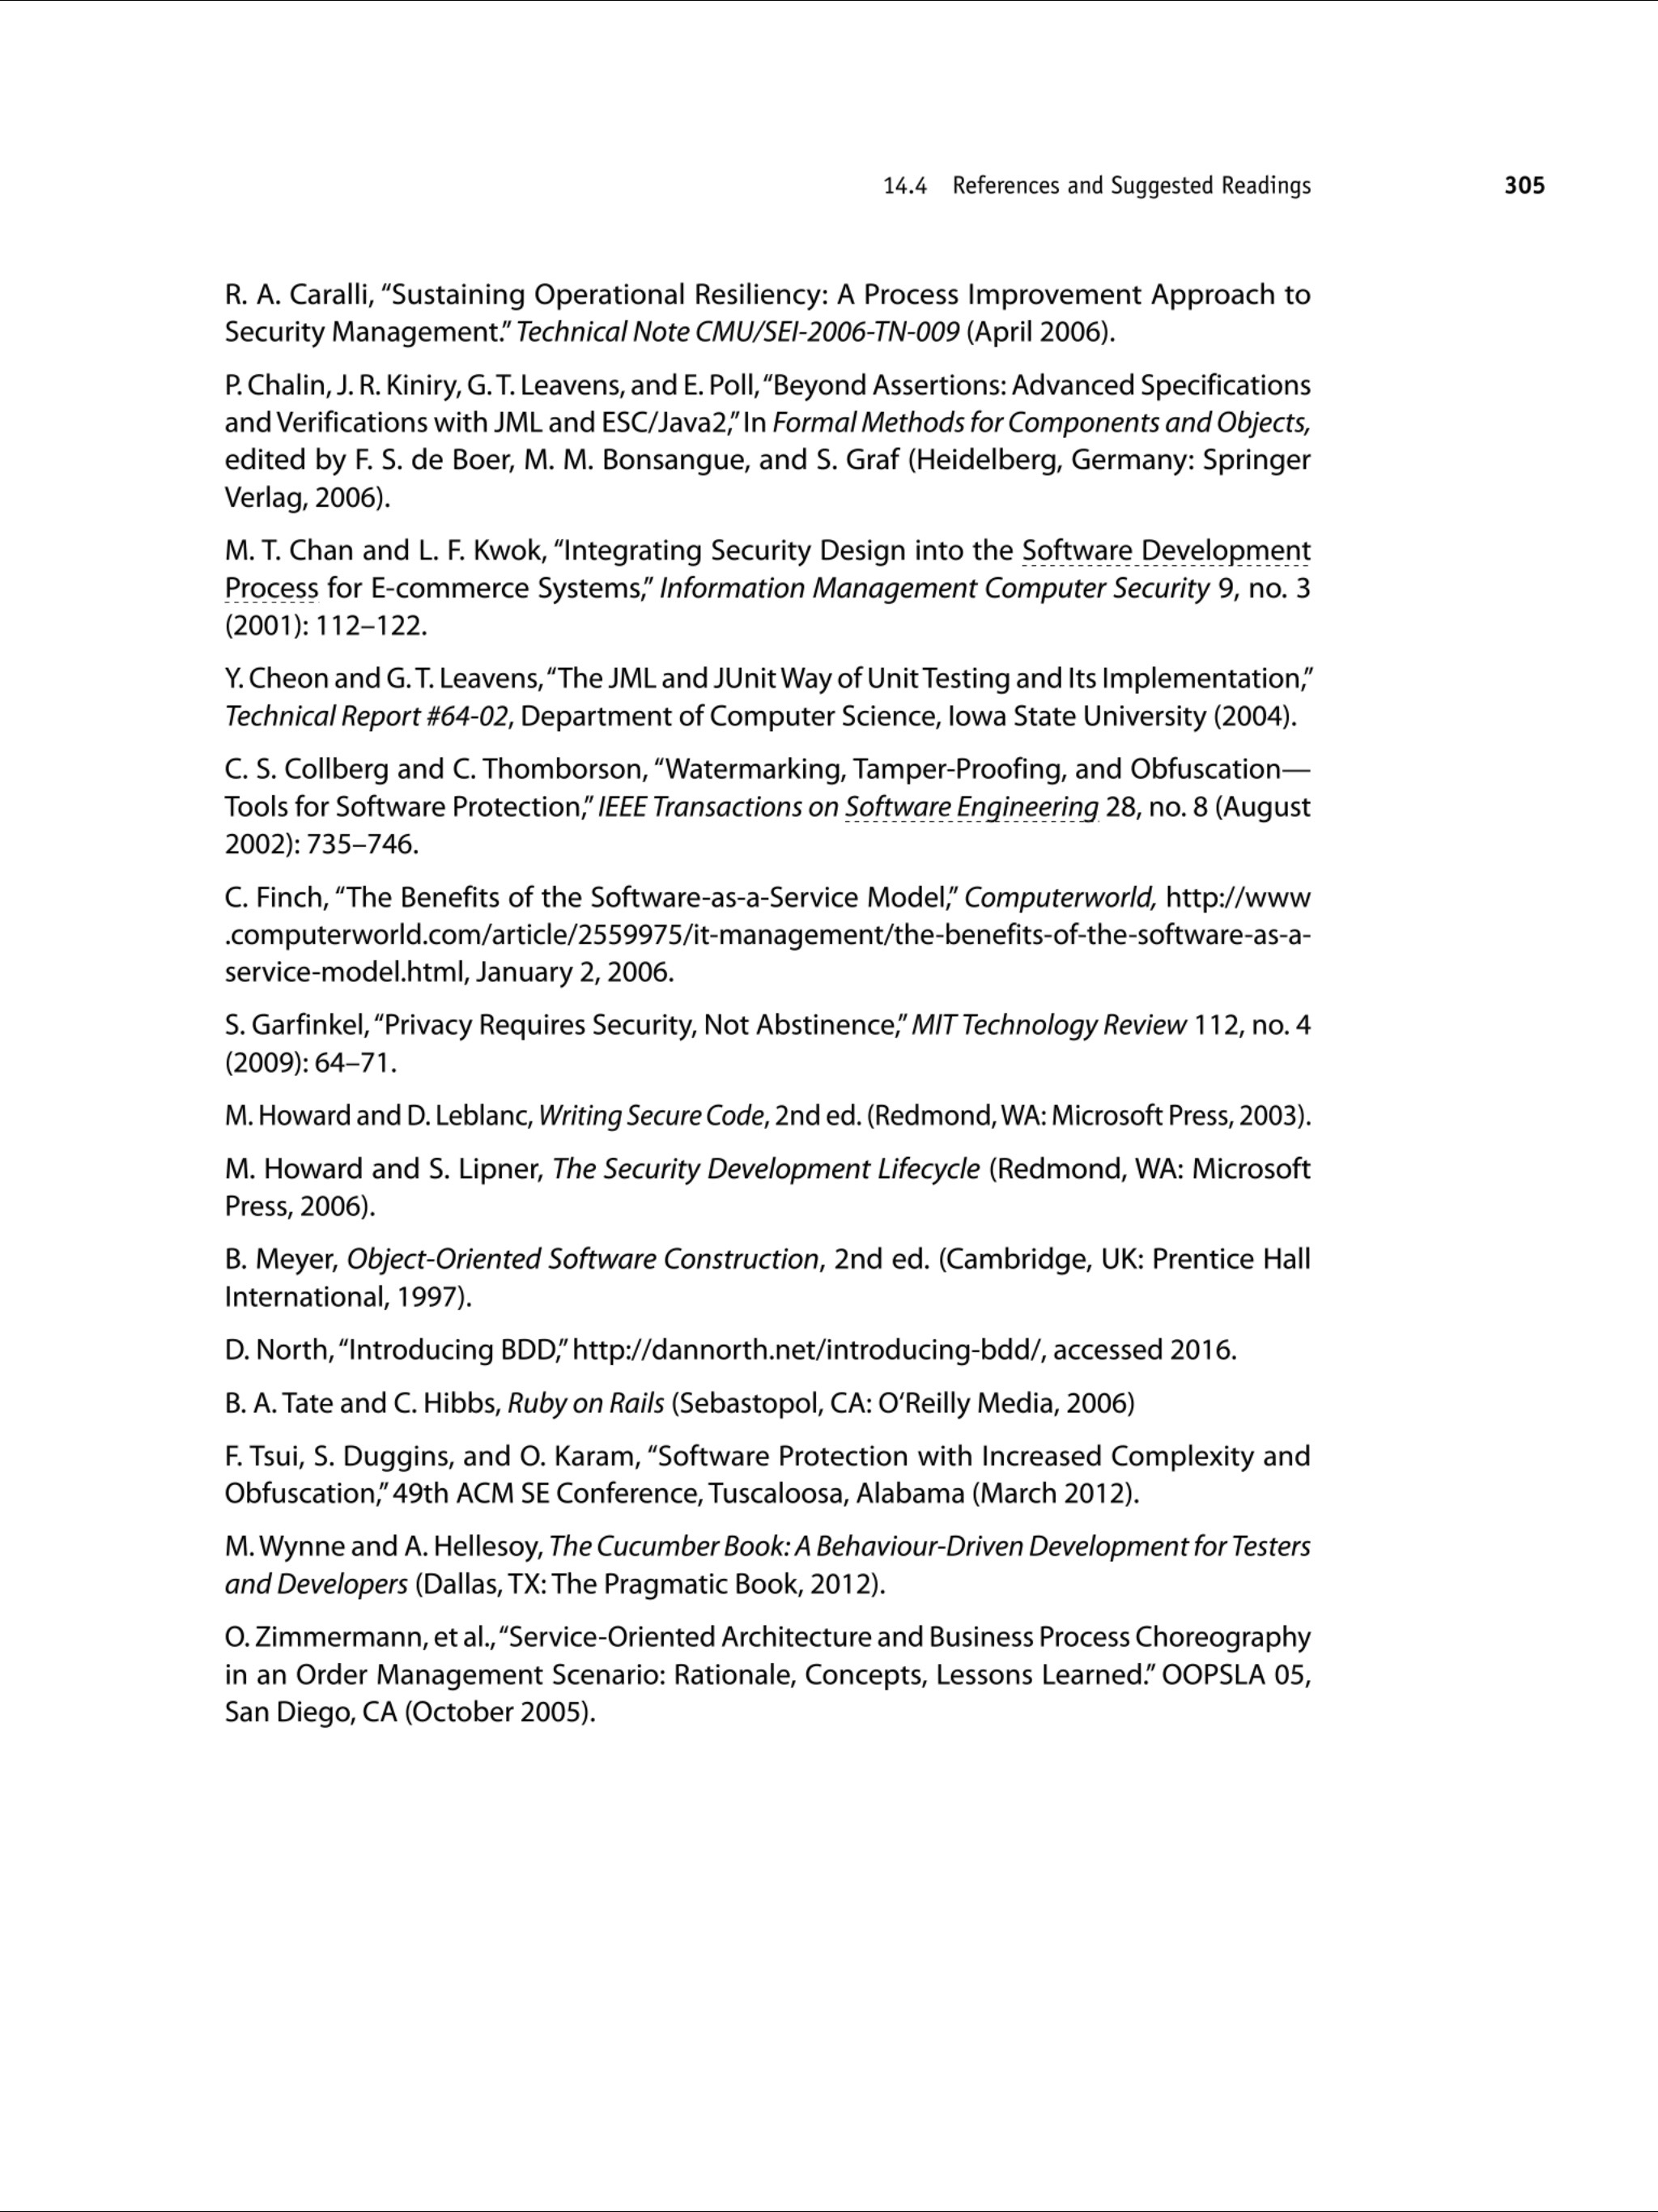 14.4 References and Suggested Readings 305
R. A. Caralli, “Sustaining Operational Resiliency: A Process Improvement Approach to
Security Management.” Technical Note CMU/SEI-2006-TN-009 (April 2006).
P. Chalin, J. R. Kiniry, G. T. Leavens, and E. Poll, “Beyond Assertions: Advanced Specifications
and Verifications with JML and ESC/Java2,” In Formal Methods for Components and Objects,
edited by F. S. de Boer, M. M. Bonsangue, and S. Graf (Heidelberg, Germany: Springer
Verlag, 2006).
M. T. Chan and L. F. Kwok, “Integrating Security Design into the Software Development
Process for E-commerce Systems,” Information Management Computer Security 9, no. 3
(2001): 112–122.
Y. Cheon and G. T. Leavens, “The JML and JUnit Way of Unit Testing and Its Implementation,”
Technical Report #64-02, Department of Computer Science, Iowa State University (2004).
C. S. Collberg and C. Thomborson, “Watermarking, Tamper-Proofing, and Obfuscation—
Tools for Software Protection,” IEEE Transactions on Software Engineering 28, no. 8 (August
2002): 735–746.
C. Finch, “The Benefits of the Software-as-a-Service Model,” Computerworld, http://www
.computerworld.com/article/2559975/it-management/the-benefits-of-the-software-as-a-
service-model.html, January 2, 2006.
S. Garfinkel, “Privacy Requires Security, Not Abstinence,” MIT Technology Review 112, no. 4
(2009): 64–71.
M. Howard and D. Leblanc, Writing Secure Code, 2nd ed. (Redmond, WA: Microsoft Press, 2003).
M. Howard and S. Lipner, The Security Development Lifecycle (Redmond, WA: Microsoft
Press, 2006).
B. Meyer, Object-Oriented Software Construction, 2nd ed. (Cambridge, UK: Prentice Hall
International, 1997).
D. North, “Introducing BDD,” http://dannorth.net/introducing-bdd/, accessed 2016.
B. A. Tate and C. Hibbs, Ruby on Rails (Sebastopol, CA: O‘Reilly Media, 2006)
F. Tsui, S. Duggins, and O. Karam, “Software Protection with Increased Complexity and
Obfuscation,” 49th ACM SE Conference, Tuscaloosa, Alabama (March 2012).
M. Wynne and A. Hellesoy, The Cucumber Book: A Behaviour-Driven Development for Testers
and Developers (Dallas, TX: The Pragmatic Book, 2012).
O. Zimmermann, et al., “Service-Oriented Architecture and Business Process Choreography
in an Order Management Scenario: Rationale, Concepts, Lessons Learned.” OOPSLA 05,
San Diego, CA (October 2005).